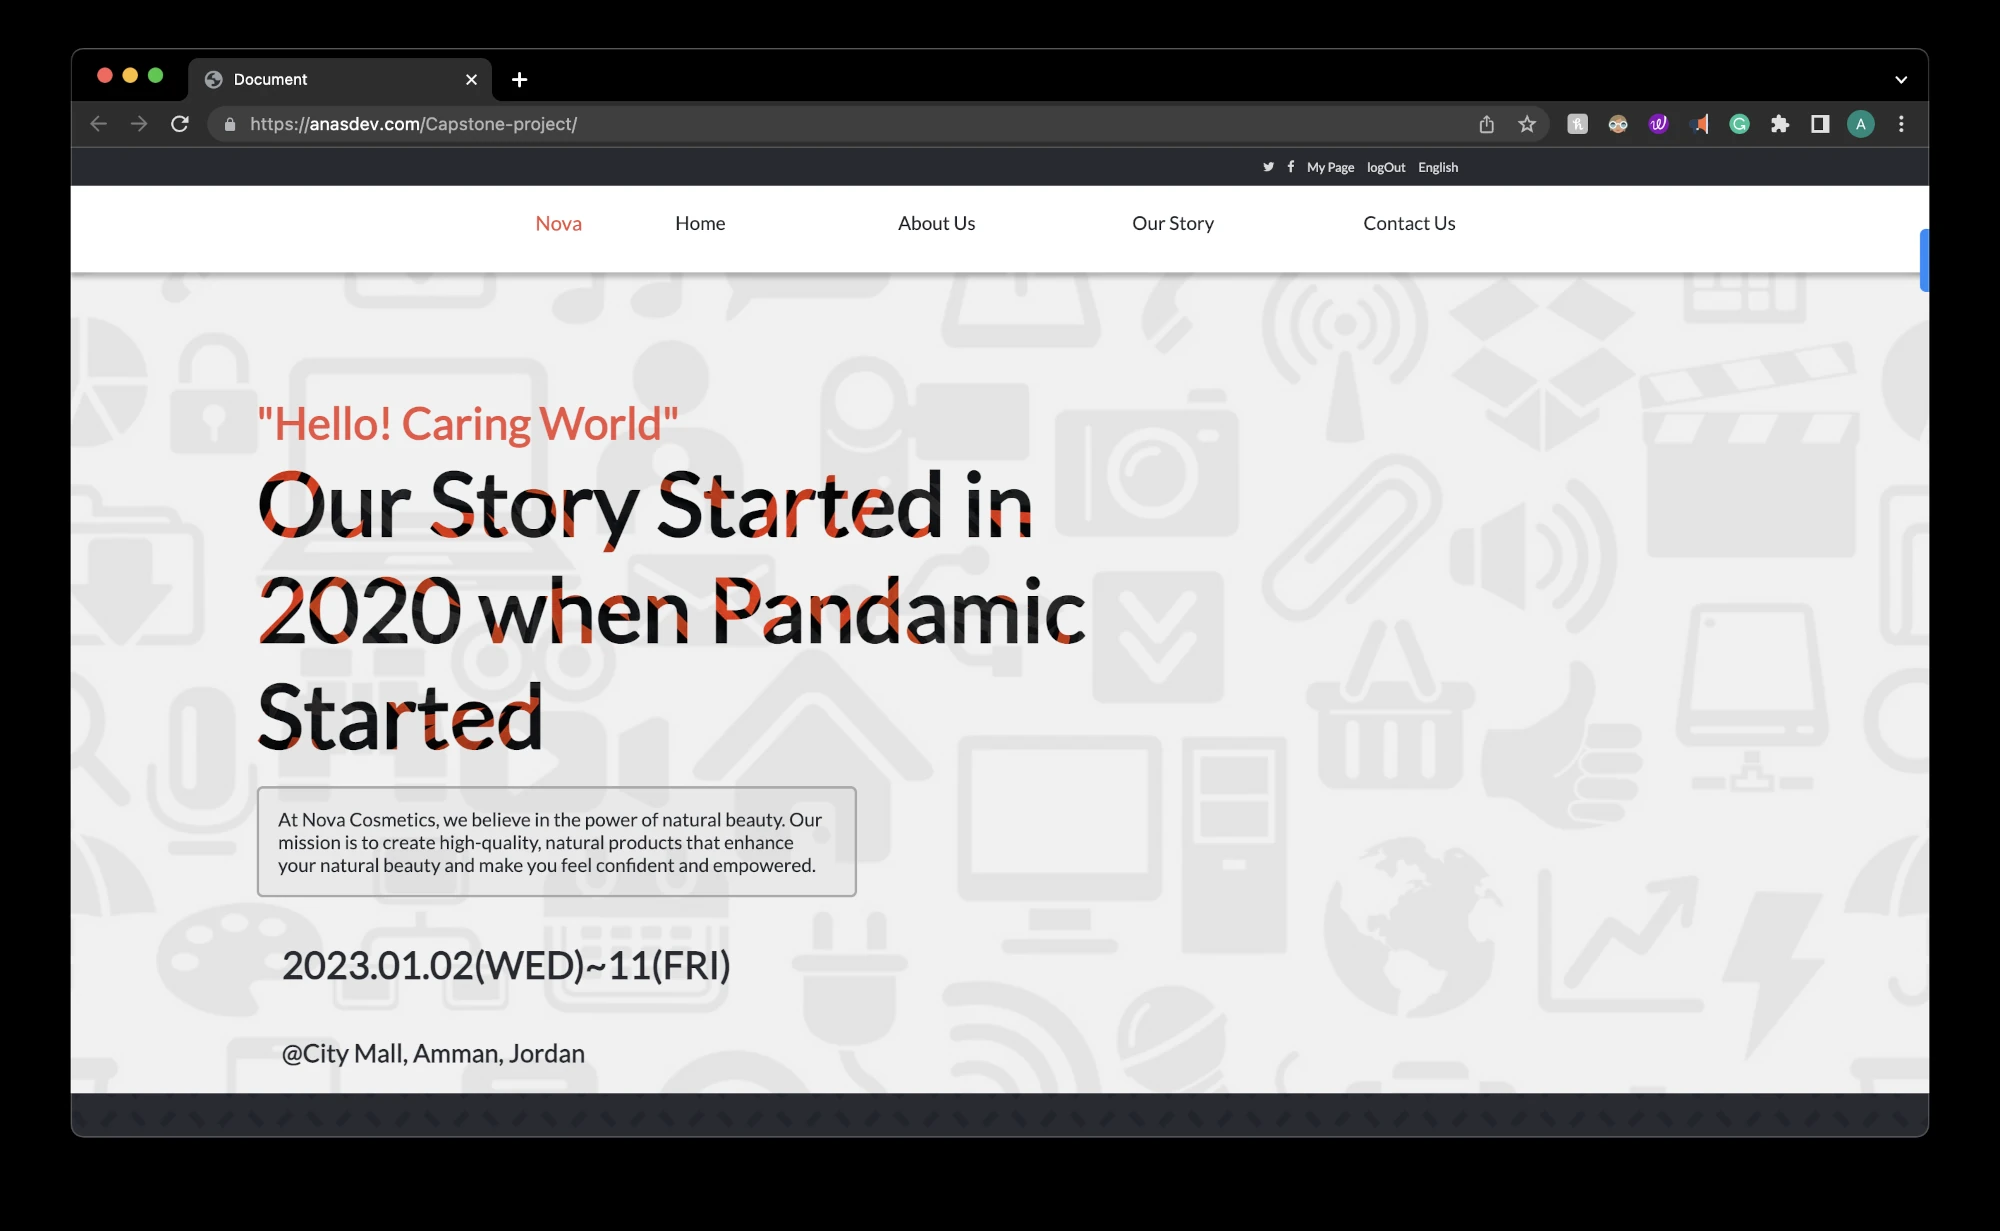 Document
https://anasdev.com/Capstone-project/
A
My Page logOut English
Nova Home About Us Our Story Contact Us
"Hello! Caring World"
Our Story Started in
2020 when Pandamic
Started
At Nova Cosmetics, we believe in the power of natural beauty. Our
mission is to create high-quality, natural products that enhance
your natural beauty and make you feel confident and empowered.
2023.01.02(WED)~11(FRI)
@City Mall, Amman, Jordan